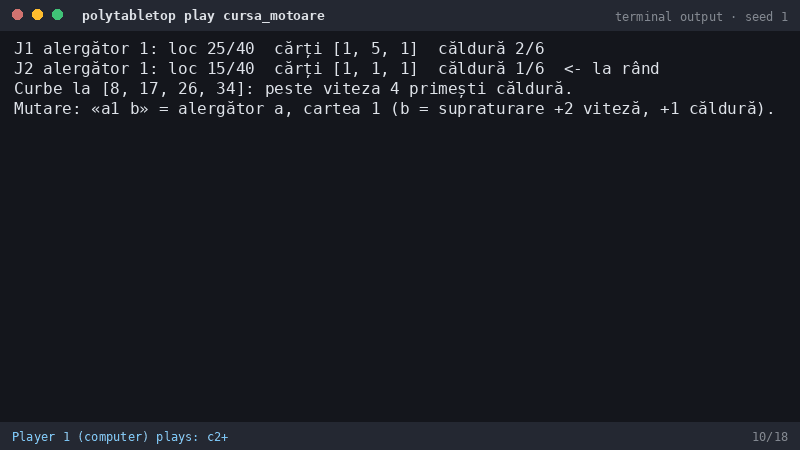 polytabletop play cursa_motoare
terminal output · seed 1
J1 alergător 1: loc 25/40  cărți [1, 5, 1]  căldură 2/6
J2 alergător 1: loc 15/40  cărți [1, 1, 1]  căldură 1/6  <- la rând
Curbe la [8, 17, 26, 34]: peste viteza 4 primești căldură.
Mutare: «a1 b» = alergător a, cartea 1 (b = supraturare +2 viteză, +1 căldură).
Player 1 (computer) plays: c2+
10/18